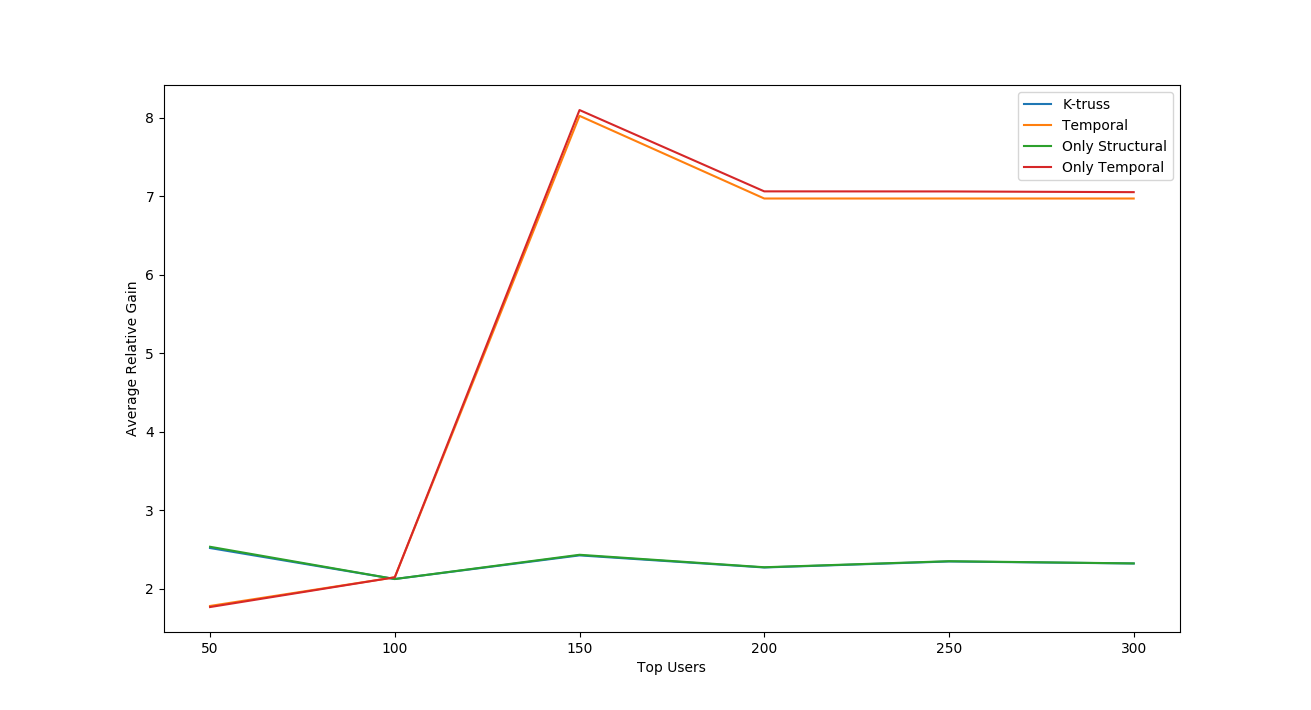 K-truss
Temporal
Only Structural
Only Temporal
Average Relative Gain
8
7
6
5
4
3
2
50 100 150 200 250 300
Top Users